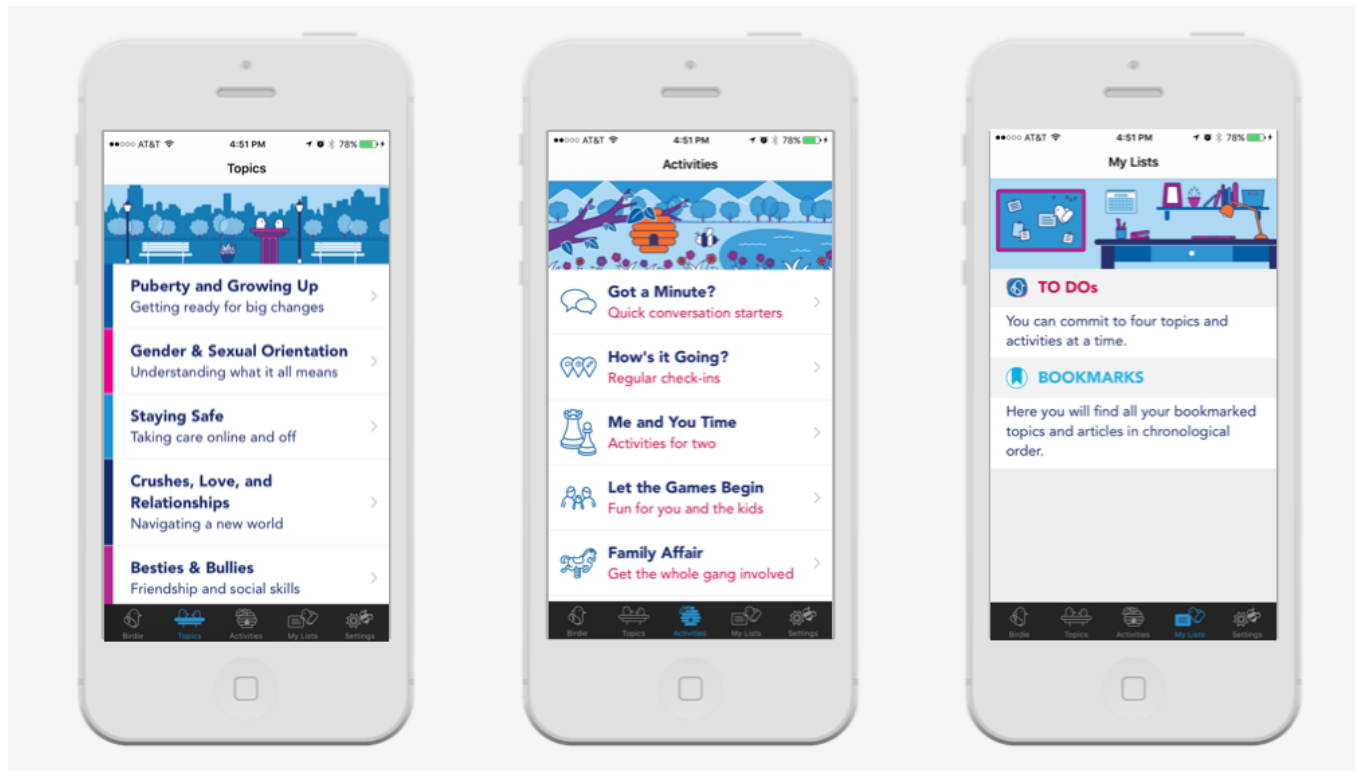 AT&T 4:51 PM 78%
Topics
Puberty and Growing Up
Getting ready for big changes
Gender & Sexual Orientation
Understanding what it all means
Staying Safe
Taking care online and off
Crushes, Love, and
Relationships
Navigating a new world
Besties & Bullies
Friendship and social skills
Birdie Topics Activities My Lists Settings
AT&T 4:51 PM 78%
Activities
Got a Minute?
Quick conversation starters
How's it Going?
Regular check-ins
Me and You Time
Activities for two
Let the Games Begin
Fun for you and the kids
Family Affair
Get the whole gang involved
Birdie Topics Activities My Lists Settings
AT&T 4:51 PM 78%
My Lists
TO DOs
You can commit to four topics and
activities at a time.
BOOKMARKS
Here you will find all your bookmarked
topics and articles in chronological
order.
Birdie Topics Activities My Lists Settings